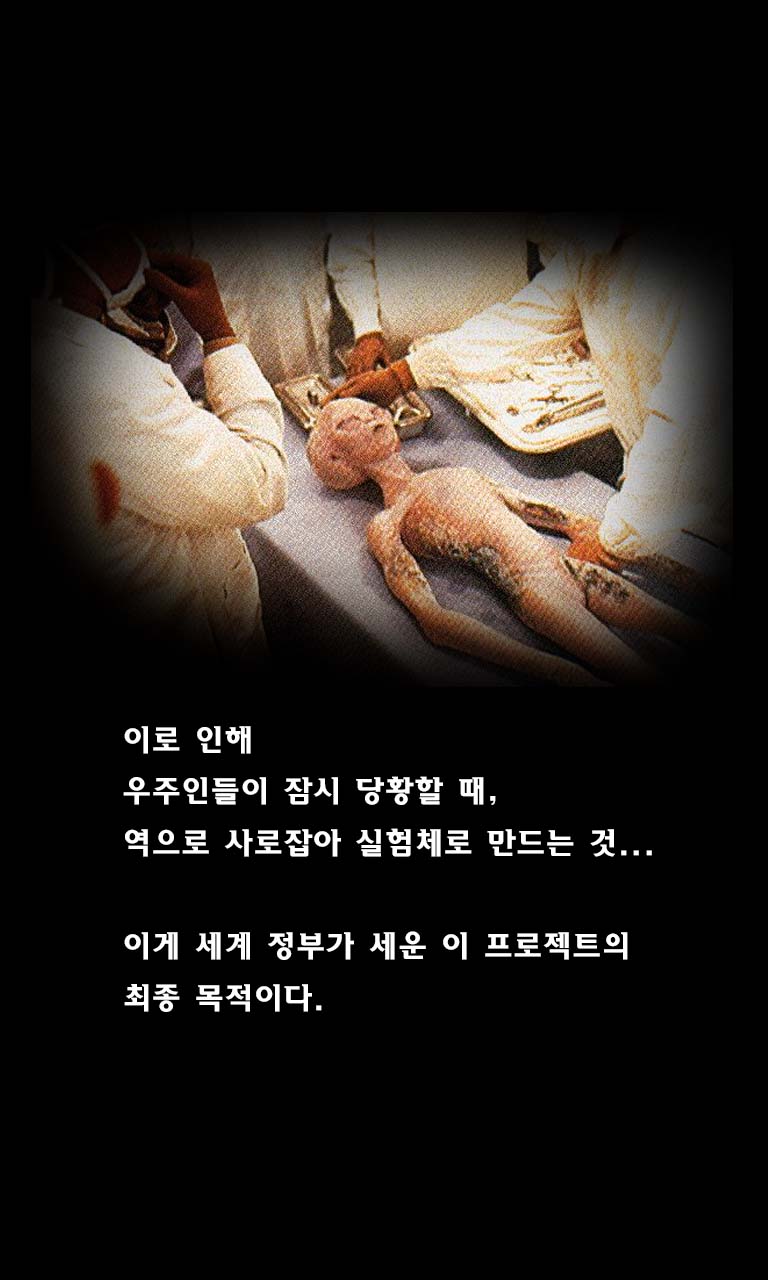 이로 인해
우주인들이 잠시 당황할 때,
역으로 사로잡아 실험체로 만드는 것...
이게 세계 정부가 세운 이 프로젝트의
최종 목적이다.